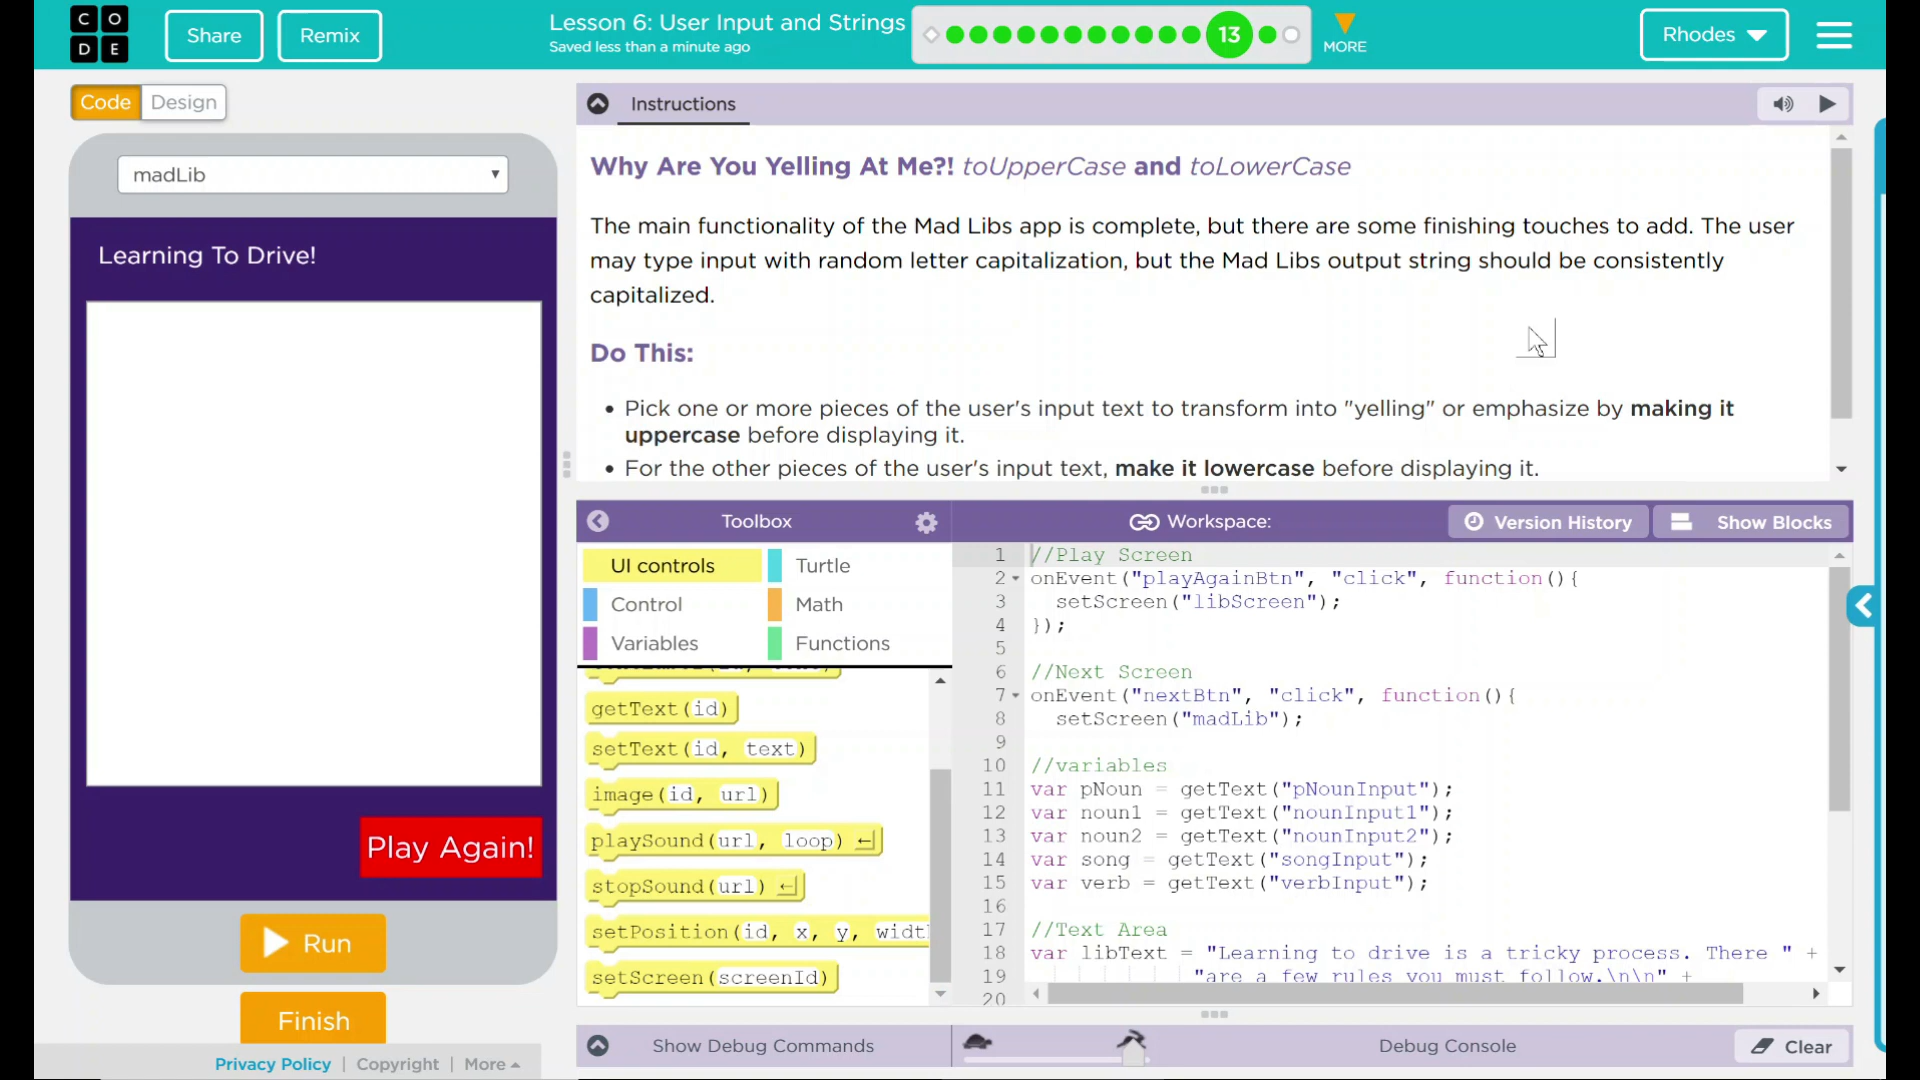 CO
DE
Share
Remix
Lesson 6: User Input and Strings
Saved less than a minute ago
13
MORE
Rhodes
Code
Design
madLib
Learning To Drive!
Play Again!
Run
Finish
Privacy Policy | Copyright | More
Instructions
Why Are You Yelling At Me?! toUpperCase and toLowerCase
The main functionality of the Mad Libs app is complete, but there are some finishing touches to add. The user
may type input with random letter capitalization, but the Mad Libs output string should be consistently
capitalized.
Do This:
• Pick one or more pieces of the user's input text to transform into "yelling" or emphasize by making it
uppercase before displaying it.
• For the other pieces of the user's input text, make it lowercase before displaying it.
Toolbox
UI controls
Turtle
Control
Math
Variables
Functions
getText(id)
setText(id, text)
image(id, url)
playSound(url, loop)
stopSound(url)
setPosition(id, x, y, widt
setScreen(screenId)
Workspace:
Version History
Show Blocks
1 //Play Screen
2 onEvent("playAgainBtn", "click", function(){
3 setScreen("libScreen");
4 });
5
6 //Next Screen
7 onEvent("nextBtn", "click", function(){
8 setScreen("madLib");
9
10 //variables
11 var pNoun = getText("pNounInput");
12 var noun1 = getText("nounInput1");
13 var noun2 = getText("nounInput2");
14 var song = getText("songInput");
15 var verb = getText("verbInput");
16
17 //Text Area
18 var libText = "Learning to drive is a tricky process. There " +
19 "are a few rules you must follow.\n\n" +
20
Show Debug Commands
Debug Console
Clear